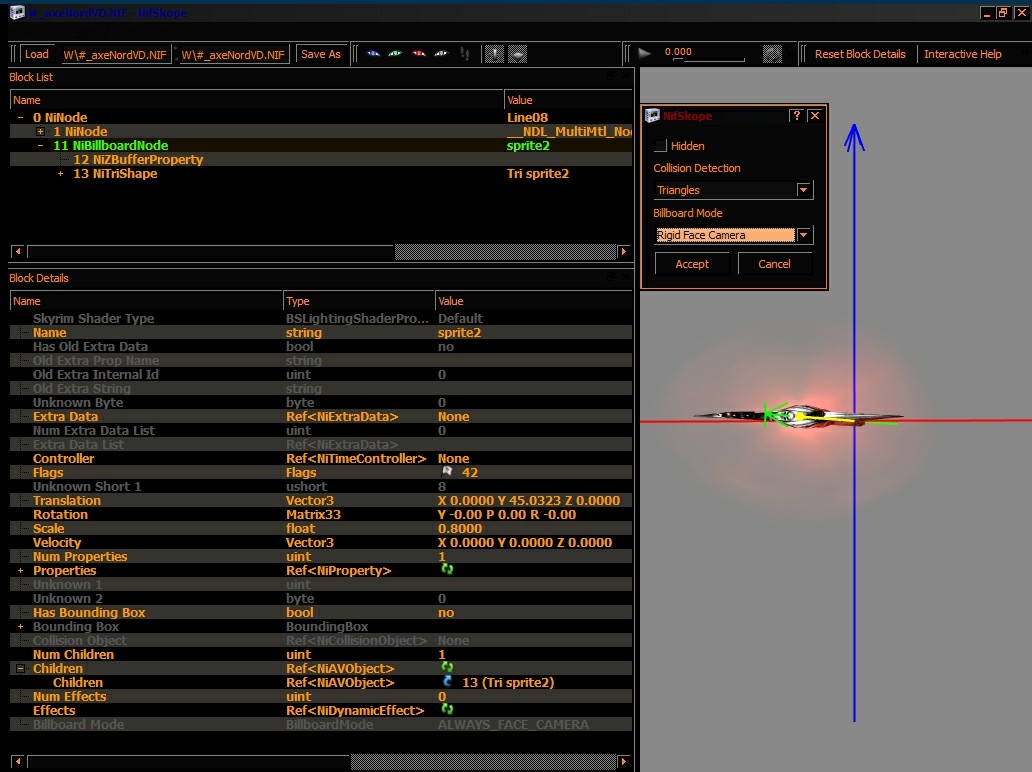 #_axeNordVD.NIF - NifSkope
Load W\#_axeNordVD.NIF W\#_axeNordVD.NIF Save As 0.000 Reset Block Details Interactive Help
Block List
Name Value
0 NiNode Line08
1 NiNode __NDL_MultiMtl_No
11 NiBillboardNode sprite2
12 NiZBufferProperty
13 NiTriShape Tri sprite2
Block Details
Name Type Value
Skyrim Shader Type BSLightingShaderPro... Default
Name string sprite2
Has Old Extra Data bool no
Old Extra Prop Name string
Old Extra Internal Id uint 0
Old Extra String string
Unknown Byte byte 0
Extra Data Ref<NiExtraData> None
Num Extra Data List uint 0
Extra Data List Ref<NiExtraData>
Controller Ref<NiTimeController> None
Flags Flags 42
Unknown Short 1 ushort 8
Translation Vector3 X 0.0000 Y 45.0323 Z 0.0000
Rotation Matrix33 Y -0.00 P 0.00 R -0.00
Scale float 0.8000
Velocity Vector3 X 0.0000 Y 0.0000 Z 0.0000
Num Properties uint 1
Properties Ref<NiProperty>
Unknown 1 uint
Unknown 2 byte 0
Has Bounding Box bool no
Bounding Box BoundingBox
Collision Object Ref<NiCollisionObject> None
Num Children uint 1
Children Ref<NiAVObject>
Children Ref<NiAVObject> 13 (Tri sprite2)
Num Effects uint 0
Effects Ref<NiDynamicEffect>
Billboard Mode BillboardMode ALWAYS_FACE_CAMERA
NifSkope
Hidden
Collision Detection
Triangles
Billboard Mode
Rigid Face Camera
Accept Cancel